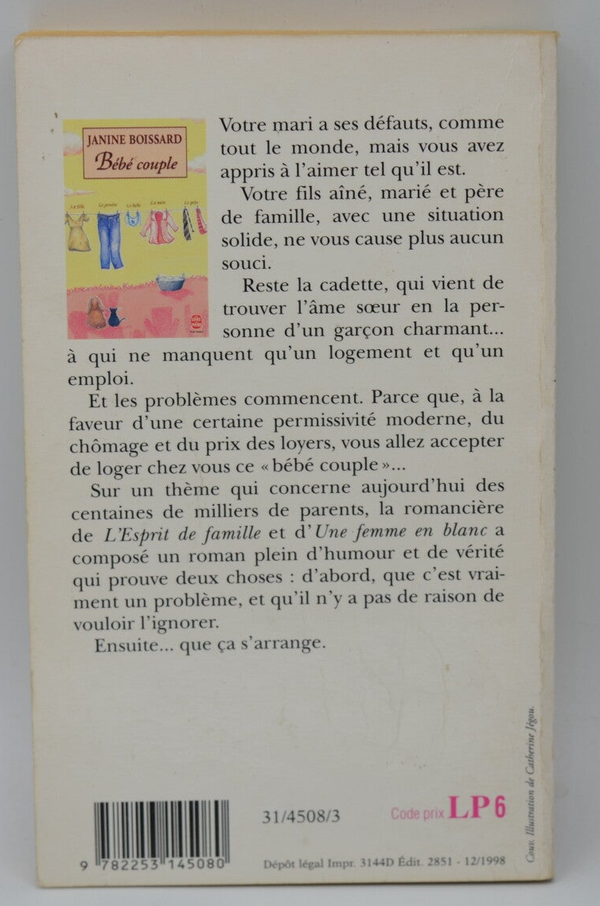 JANINE BOISSARD
Bébé couple
Votre mari a ses défauts, comme
tout le monde, mais vous avez
appris à l'aimer tel qu'il est.
Votre fils aîné, marié et père
de famille, avec une situation
solide, ne vous cause plus aucun
souci.
Reste la cadette, qui vient de
trouver l'âme sœur en la per-
sonne d'un garçon charmant...
à qui ne manquent qu'un logement et qu'un
emploi.
Et les problèmes commencent. Parce que, à la
faveur d'une certaine permissivité moderne, du
chômage et du prix des loyers, vous allez accepter
de loger chez vous ce « bébé couple »...
Sur un thème qui concerne aujourd'hui des
centaines de milliers de parents, la romancière
de L'Esprit de famille et d'Une femme en blanc a
composé un roman plein d'humour et de vérité
qui prouve deux choses : d'abord, que c'est vrai-
ment un problème, et qu'il n'y a pas de raison de
vouloir l'ignorer.
Ensuite... que ça s'arrange.
Couv. Illustration de Catherine Jégou.
31/4508/3
Code prix LP6
9 782253 145080
Dépôt légal Impr. 3144D Édit. 2851 - 12/1998